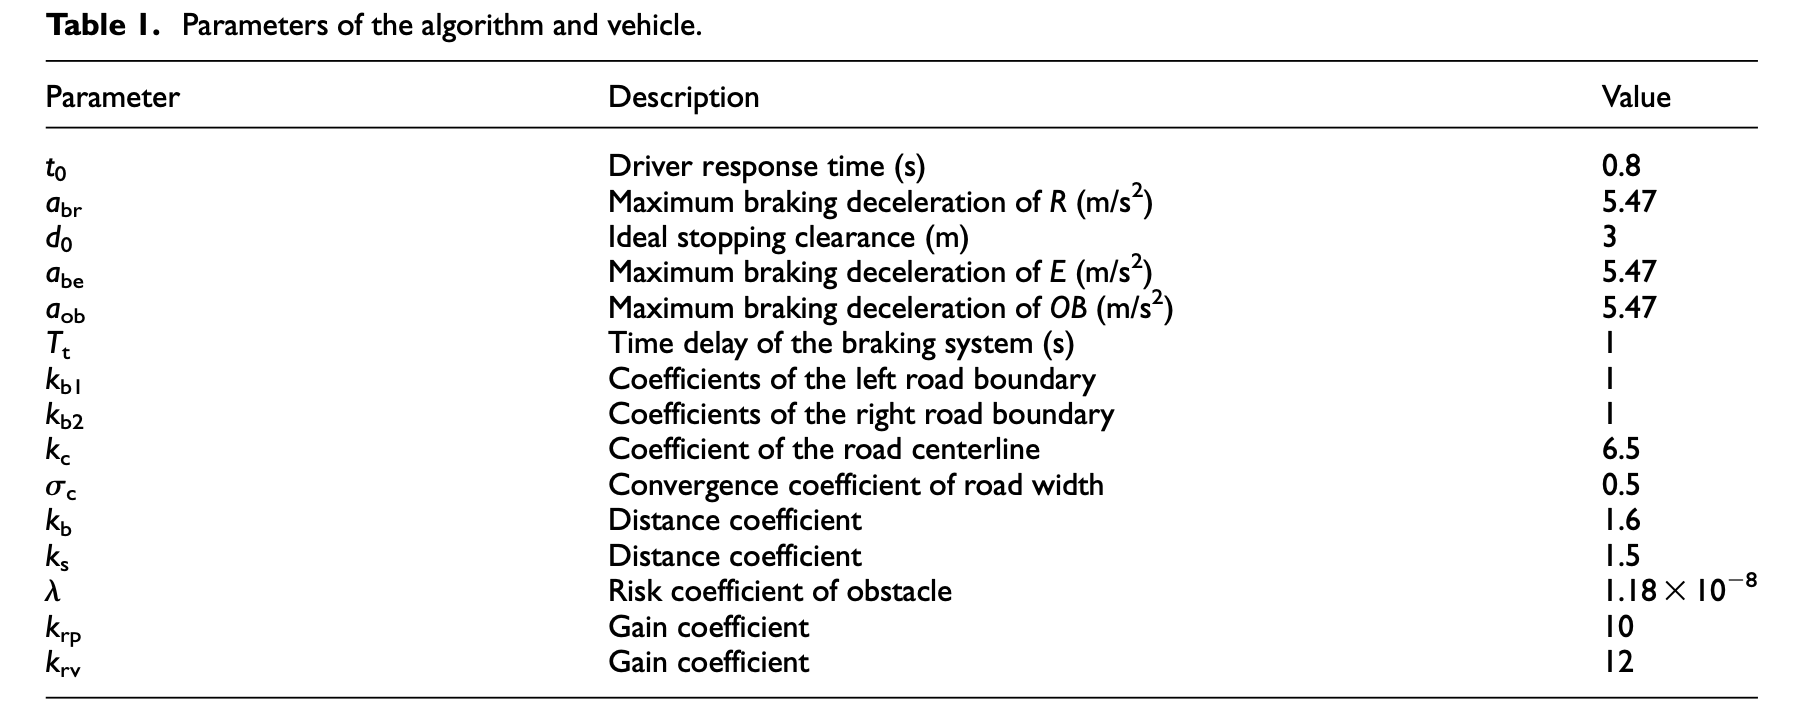 Table 1. Parameters of the algorithm and vehicle.
Parameter Description Value
t0 Driver response time (s) 0.8
abr Maximum braking deceleration of R (m/s2) 5.47
d0 Ideal stopping clearance (m) 3
abe Maximum braking deceleration of E (m/s2) 5.47
aob Maximum braking deceleration of OB (m/s2) 5.47
Tt Time delay of the braking system (s) 1
kb1 Coefficients of the left road boundary 1
kb2 Coefficients of the right road boundary 1
kc Coefficient of the road centerline 6.5
σc Convergence coefficient of road width 0.5
kb Distance coefficient 1.6
ks Distance coefficient 1.5
λ Risk coefficient of obstacle 1.18 × 10−8
krp Gain coefficient 10
krv Gain coefficient 12